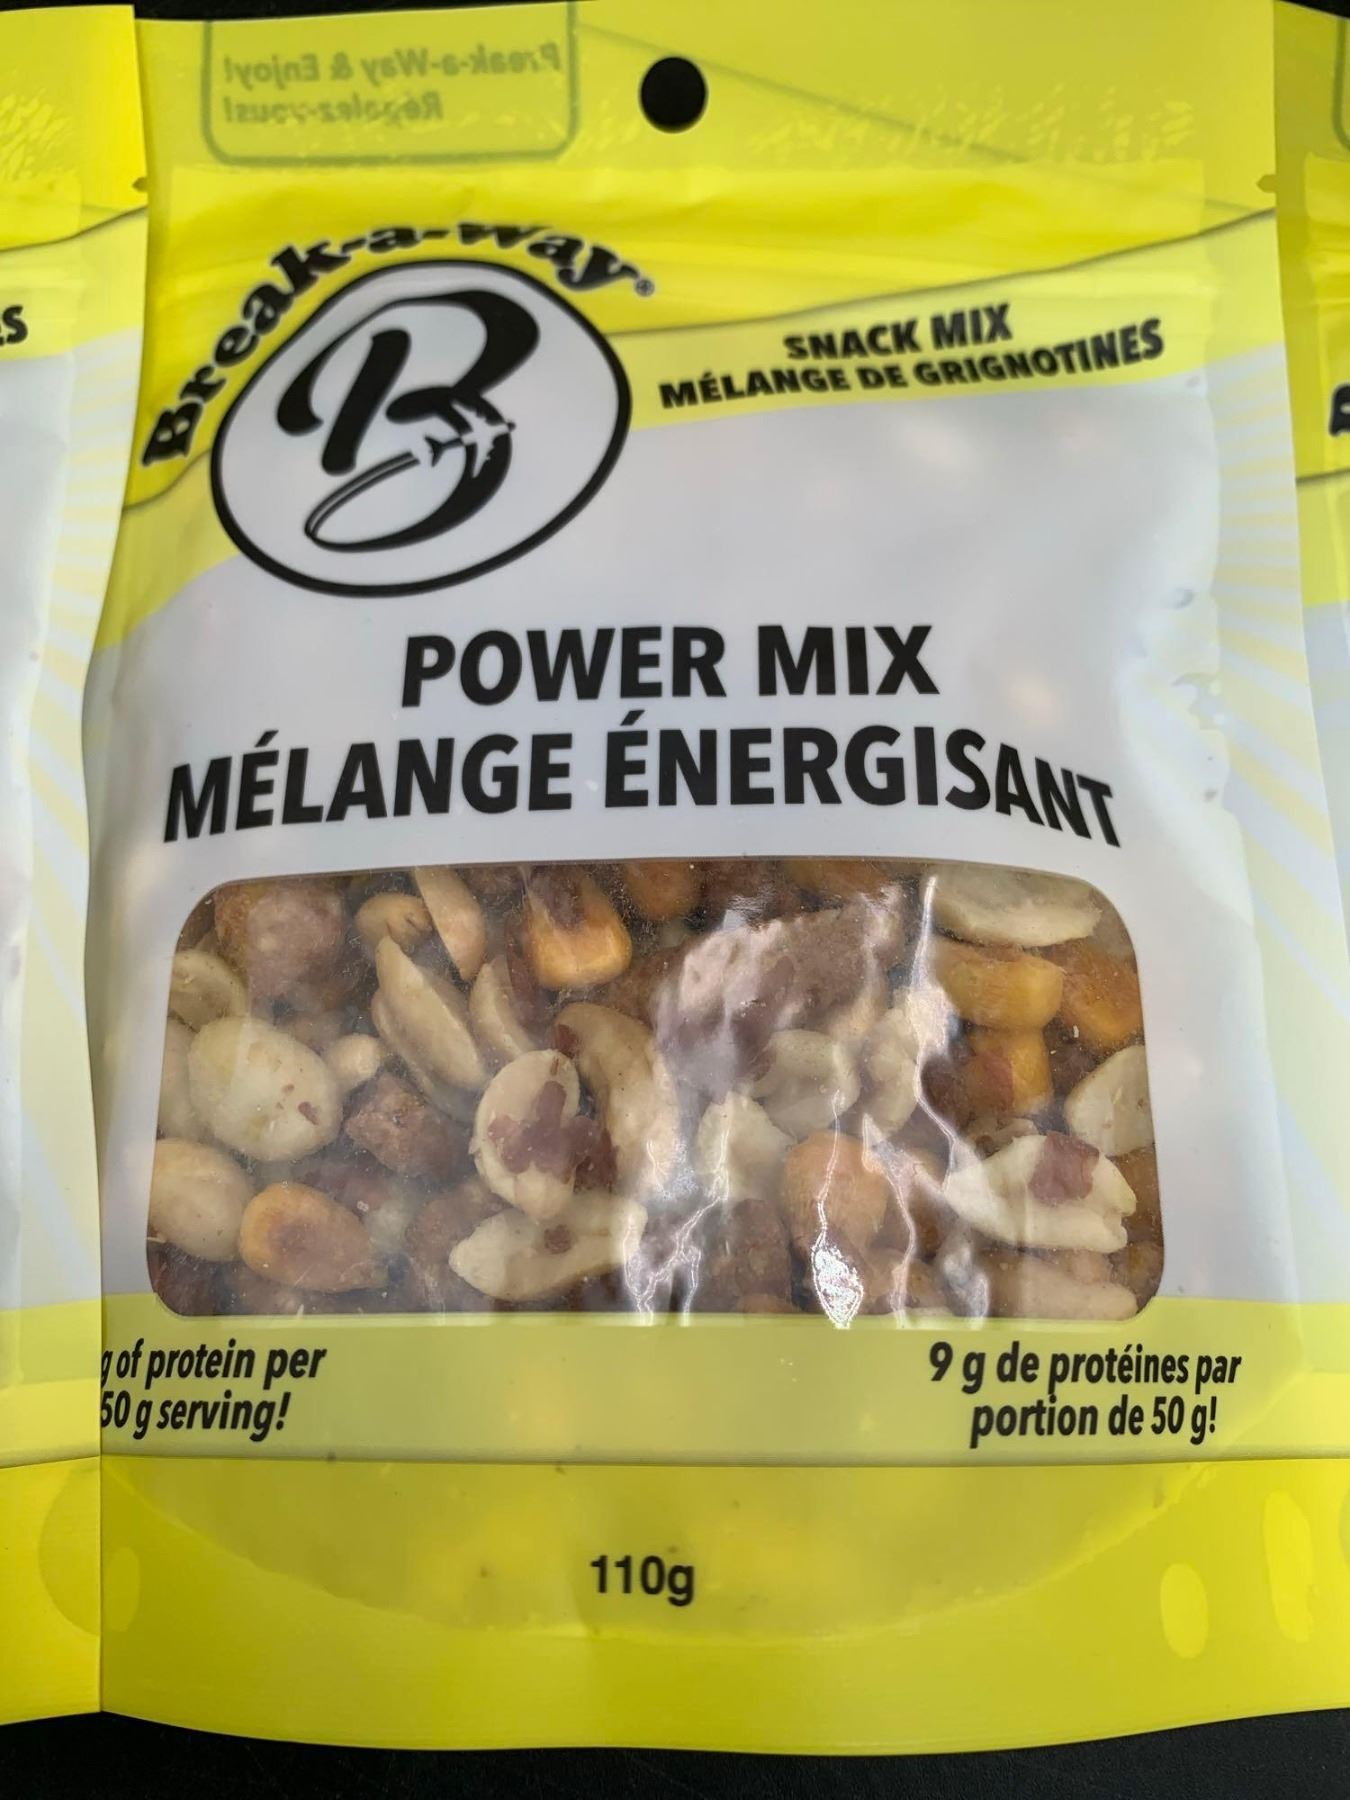 Break-a-Way & Enjoy!
Régalez-vous!
Break-a-Way®
B
SNACK MIX
MÉLANGE DE GRIGNOTINES
POWER MIX
MÉLANGE ÉNERGISANT
g of protein per
50 g serving!
9 g de protéines par
portion de 50 g!
110g